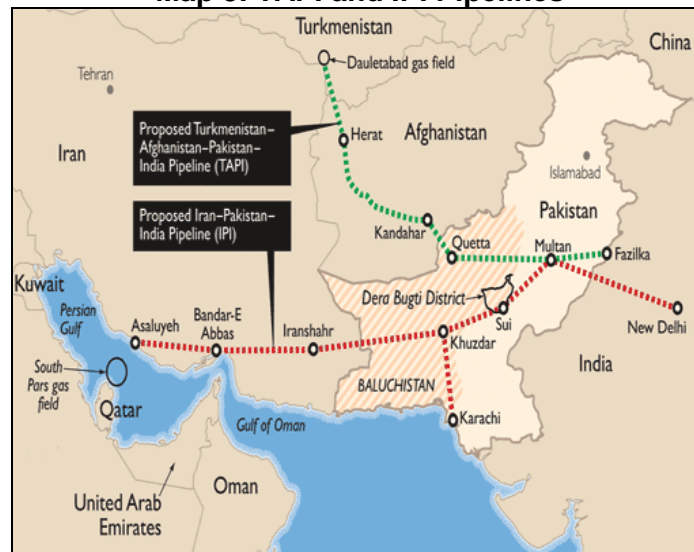 Turkmenistan
China
Dauletabad gas field
Tehran
Proposed Turkmenistan–
Afghanistan–Pakistan–
India Pipeline (TAPI)
Herat
Afghanistan
Iran
Islamabad
Proposed Iran–Pakistan–
India Pipeline (IPI)
Pakistan
Kandahar
Quetta
Multan
Fazilka
Kuwait
Dera Bugti District
Persian
Gulf
Bandar-E
Abbas
Asaluyeh
Iranshahr
Sui
New Delhi
Khuzdar
South
Pars gas
field
India
BALUCHISTAN
Qatar
Karachi
Gulf of Oman
United Arab
Emirates
Oman